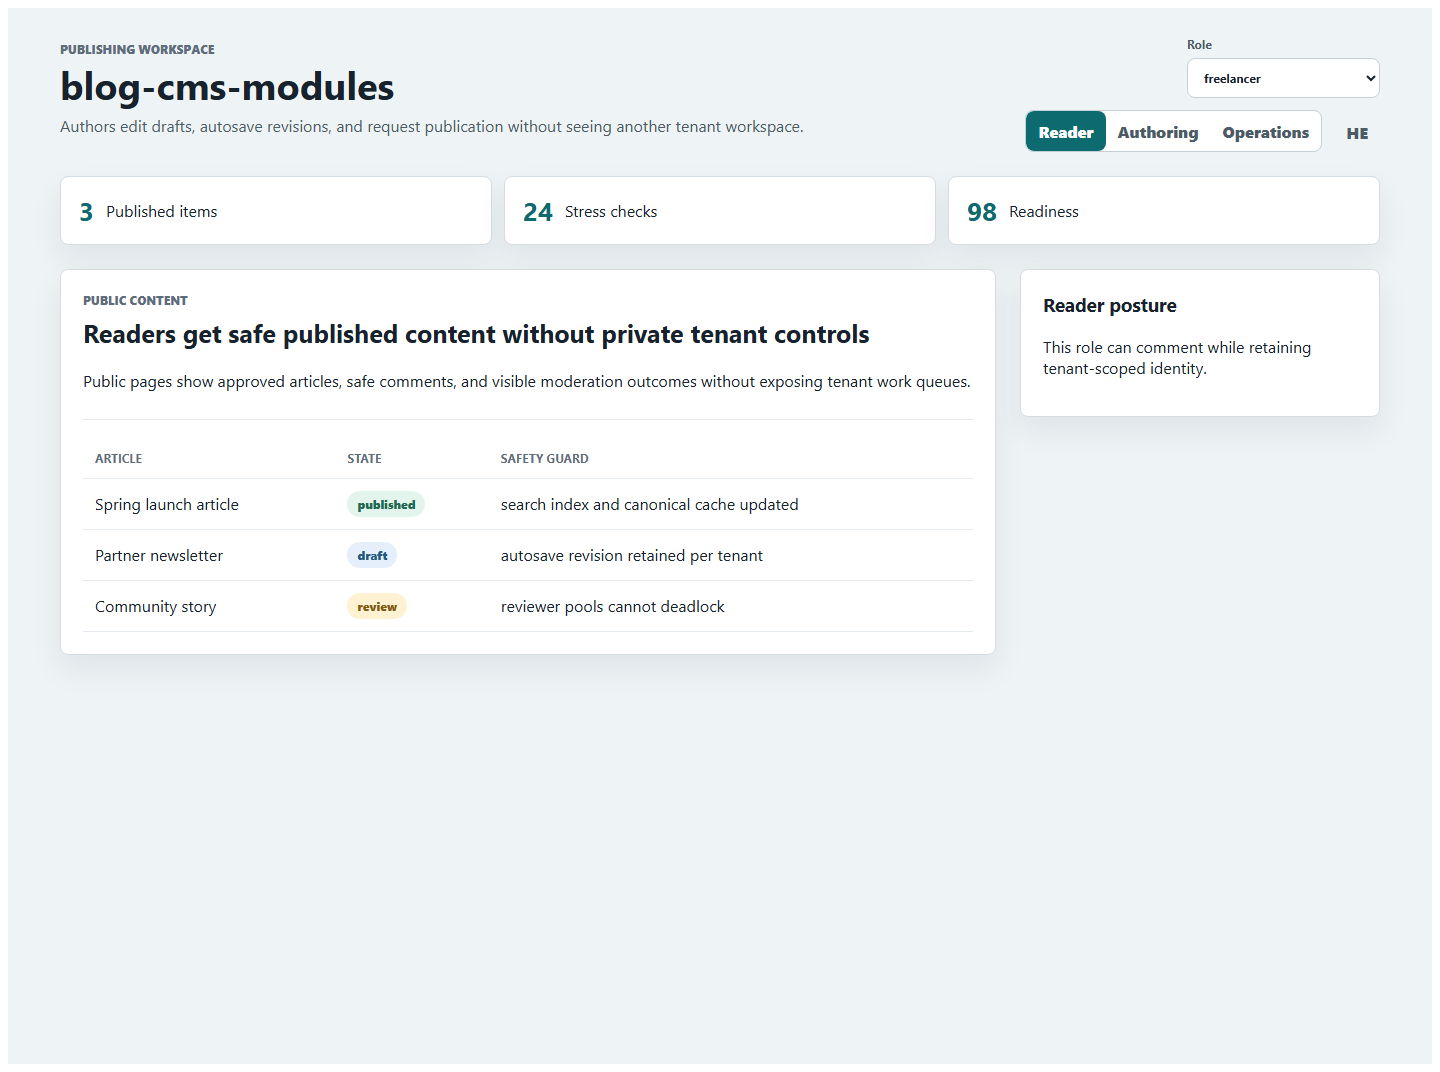 PUBLISHING WORKSPACE
blog-cms-modules
Authors edit drafts, autosave revisions, and request publication without seeing another tenant workspace.
Role
freelancer
Reader Authoring Operations HE
3 Published items
24 Stress checks
98 Readiness
PUBLIC CONTENT
Readers get safe published content without private tenant controls
Public pages show approved articles, safe comments, and visible moderation outcomes without exposing tenant work queues.
ARTICLE STATE SAFETY GUARD
Spring launch article published search index and canonical cache updated
Partner newsletter draft autosave revision retained per tenant
Community story review reviewer pools cannot deadlock
Reader posture
This role can comment while retaining
tenant-scoped identity.